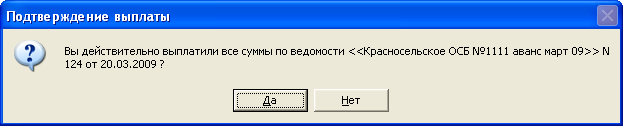 Подтверждение выплаты
Вы действительно выплатили все суммы по ведомости <<Красносельское ОСБ №1111 аванс март 09>> N
124 от 20.03.2009 ?
Да
Нет